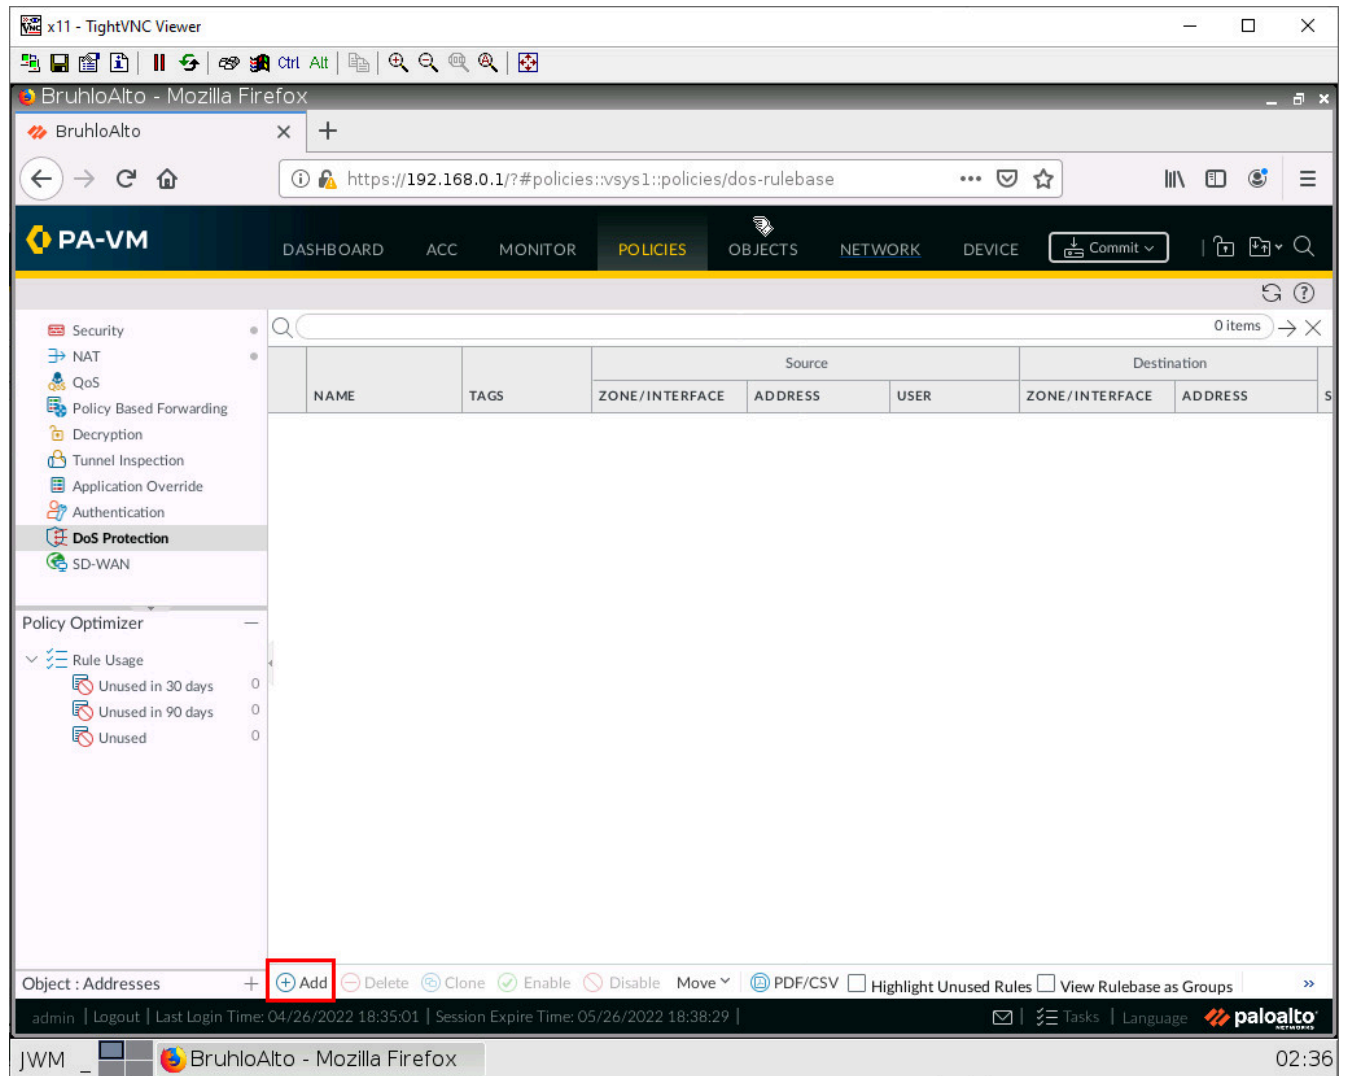 x11 - TightVNC Viewer
Ctrl Alt
BruhloAlto - Mozilla Firefox
BruhloAlto
https://192.168.0.1/?#policies::vsys1::policies/dos-rulebase
PA-VM
DASHBOARD ACC MONITOR POLICIES OBJECTS NETWORK DEVICE Commit
0 items
Security
NAT
QoS
Policy Based Forwarding
Decryption
Tunnel Inspection
Application Override
Authentication
DoS Protection
SD-WAN
Source Destination
NAME TAGS ZONE/INTERFACE ADDRESS USER ZONE/INTERFACE ADDRESS S
Policy Optimizer
Rule Usage
Unused in 30 days 0
Unused in 90 days 0
Unused 0
Object : Addresses + Add Delete Clone Enable Disable Move PDF/CSV Highlight Unused Rules View Rulebase as Groups »
admin | Logout | Last Login Time: 04/26/2022 18:35:01 | Session Expire Time: 05/26/2022 18:38:29 | Tasks | Language paloalto NETWORKS
JWM _ BruhloAlto - Mozilla Firefox 02:36